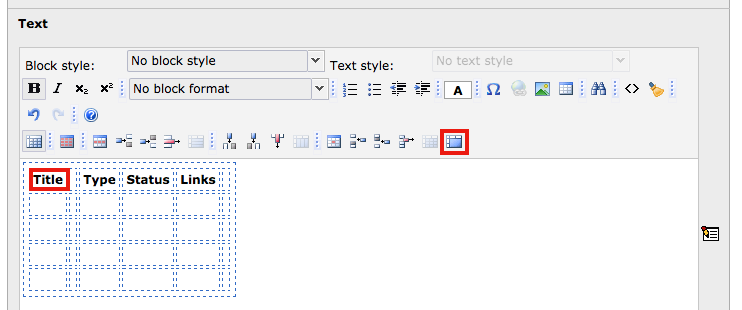 Text
Block style: No block style Text style: No text style
B I x₂ x² No block format A Ω <>
Title Type Status Links